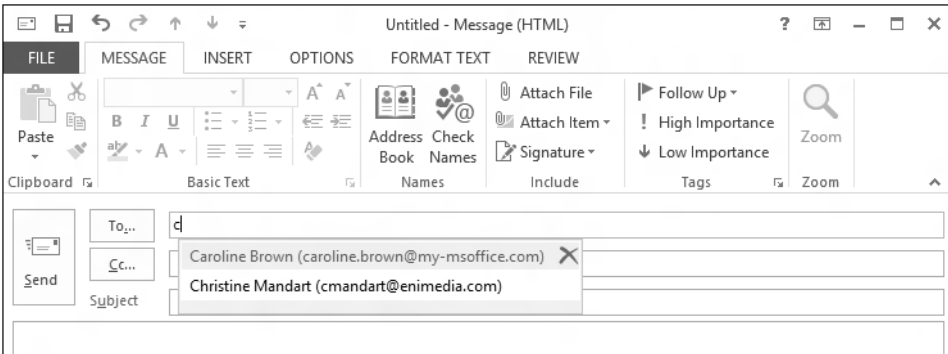 Untitled - Message (HTML) ?
FILE MESSAGE INSERT OPTIONS FORMAT TEXT REVIEW
Paste
Clipboard
B I U
aby A
A A
Basic Text
Address Book
Check Names
Names
Attach File
Attach Item
Signature
Include
Follow Up
! High Importance
Low Importance
Tags
Zoom
Zoom
Send
To...
c
Cc...
Subject
Caroline Brown (caroline.brown@my-msoffice.com)
Christine Mandart (cmandart@enimedia.com)